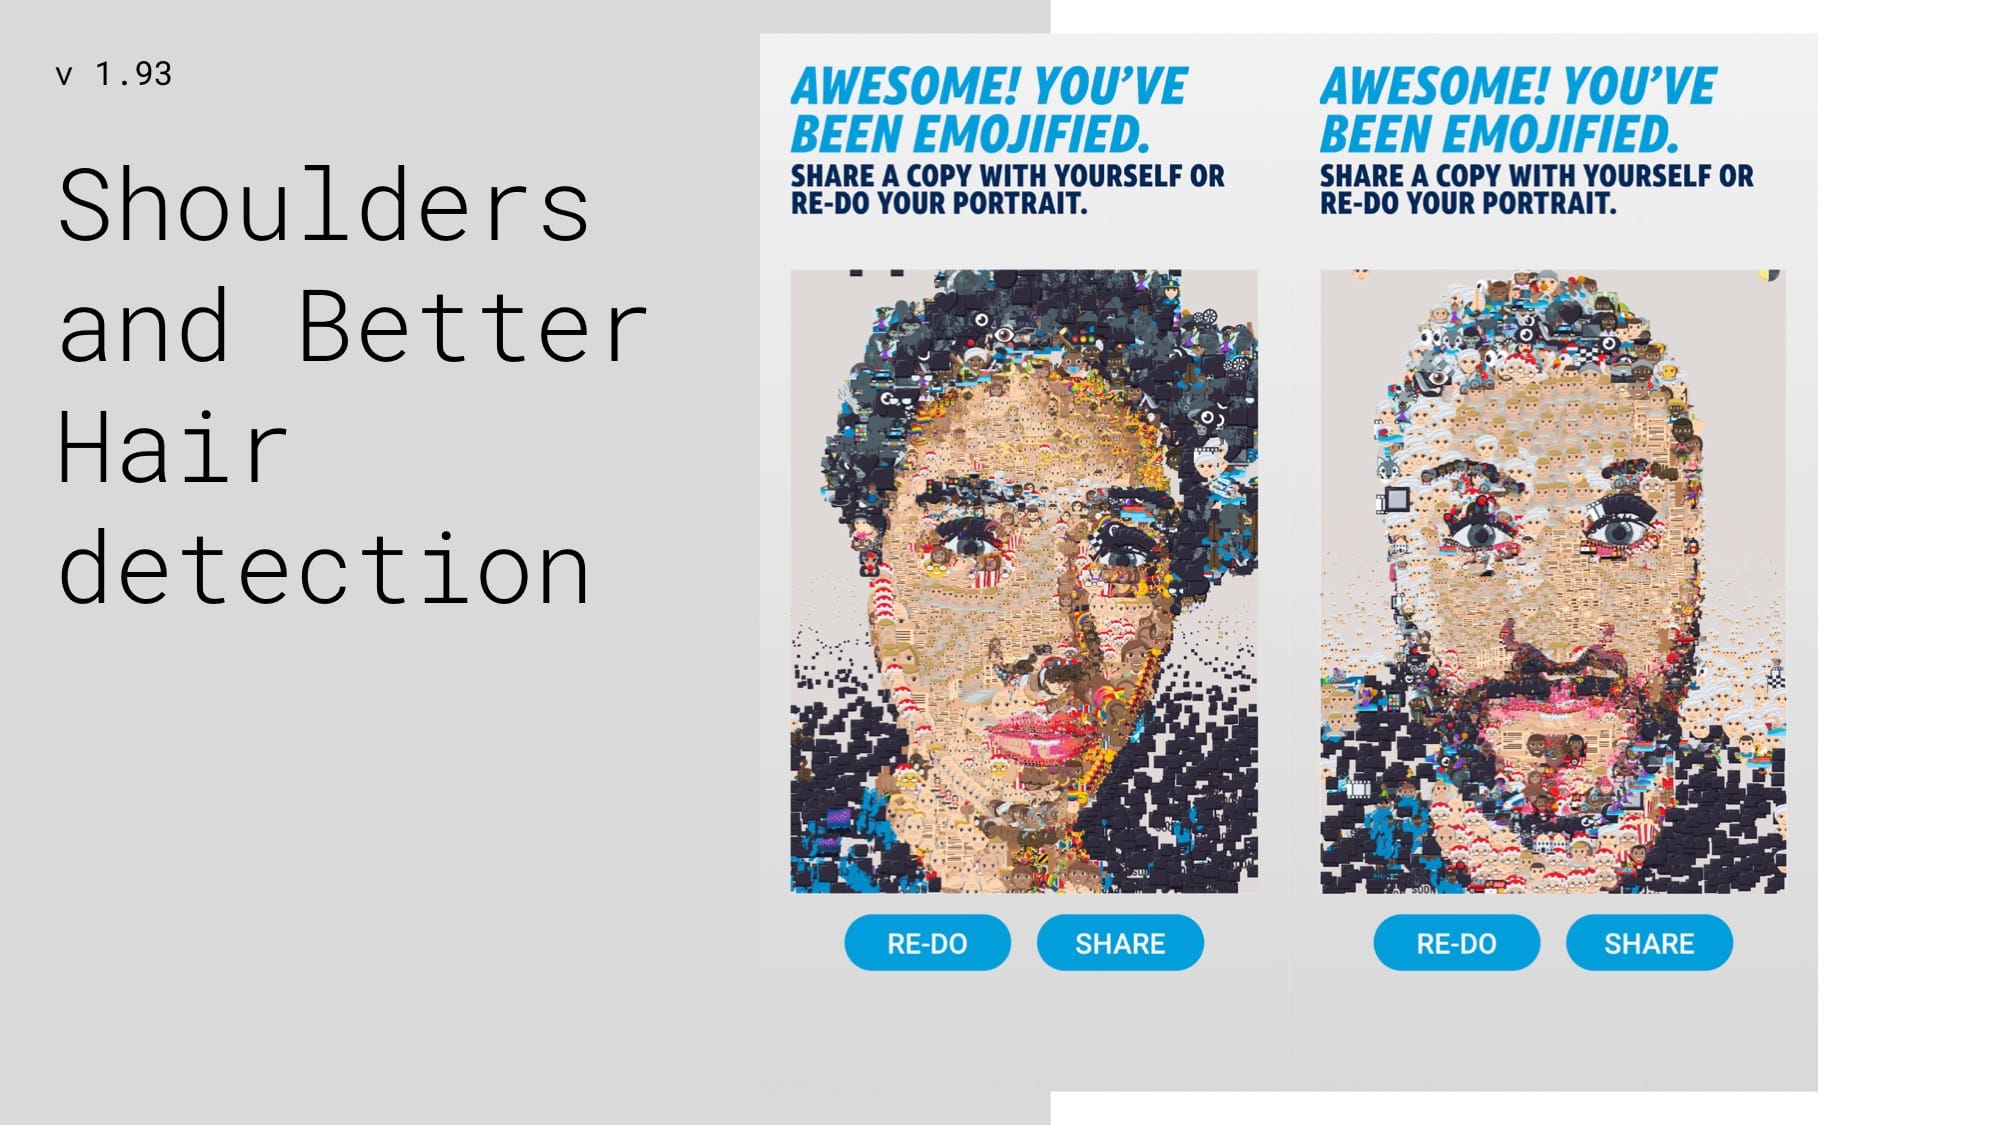 v 1.93
Shoulders
and Better
Hair
detection
AWESOME! YOU’VE
BEEN EMOJIFIED.
SHARE A COPY WITH YOURSELF OR
RE-DO YOUR PORTRAIT.
RE-DO
SHARE
AWESOME! YOU’VE
BEEN EMOJIFIED.
SHARE A COPY WITH YOURSELF OR
RE-DO YOUR PORTRAIT.
RE-DO
SHARE